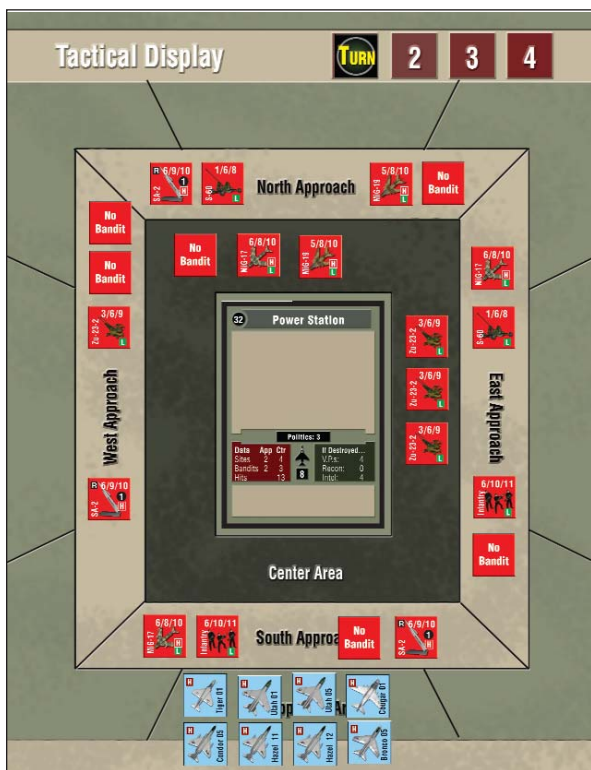 Tactical Display
TURN
2
3
4
R 6/9/10
SA-2
1
H
1/6/8
S-60
L
North Approach
5/8/10
MiG-19
H
L
No
Bandit
No
Bandit
No
Bandit
3/6/9
Zu-23-2
L
West Approach
R 6/9/10
SA-2
1
H
No
Bandit
6/8/10
MiG-17
H
L
5/8/10
MiG-19
H
L
6/8/10
MiG-17
H
L
1/6/8
S-60
L
East Approach
6/10/11
Infantry
L
No
Bandit
32
Power Station
Politics: 3
Data App Ctr
Sites 2 4
Bandits 2 3
Hits 13
8
If Destroyed...
V.P.s: 4
Recon: 0
Intel: 4
3/6/9
Zu-23-2
L
3/6/9
Zu-23-2
L
3/6/9
Zu-23-2
L
Center Area
6/8/10
MiG-17
H
L
6/10/11
Infantry
L
South Approa
No
Bandit
R 6/9/10
SA-2
1
H
H
Tiger 01
H
Utah 01
H
Utah 05
H
Cougar 01
H
Condor 05
H
Hazel 11
H
Hazel 12
H
Bronco 05